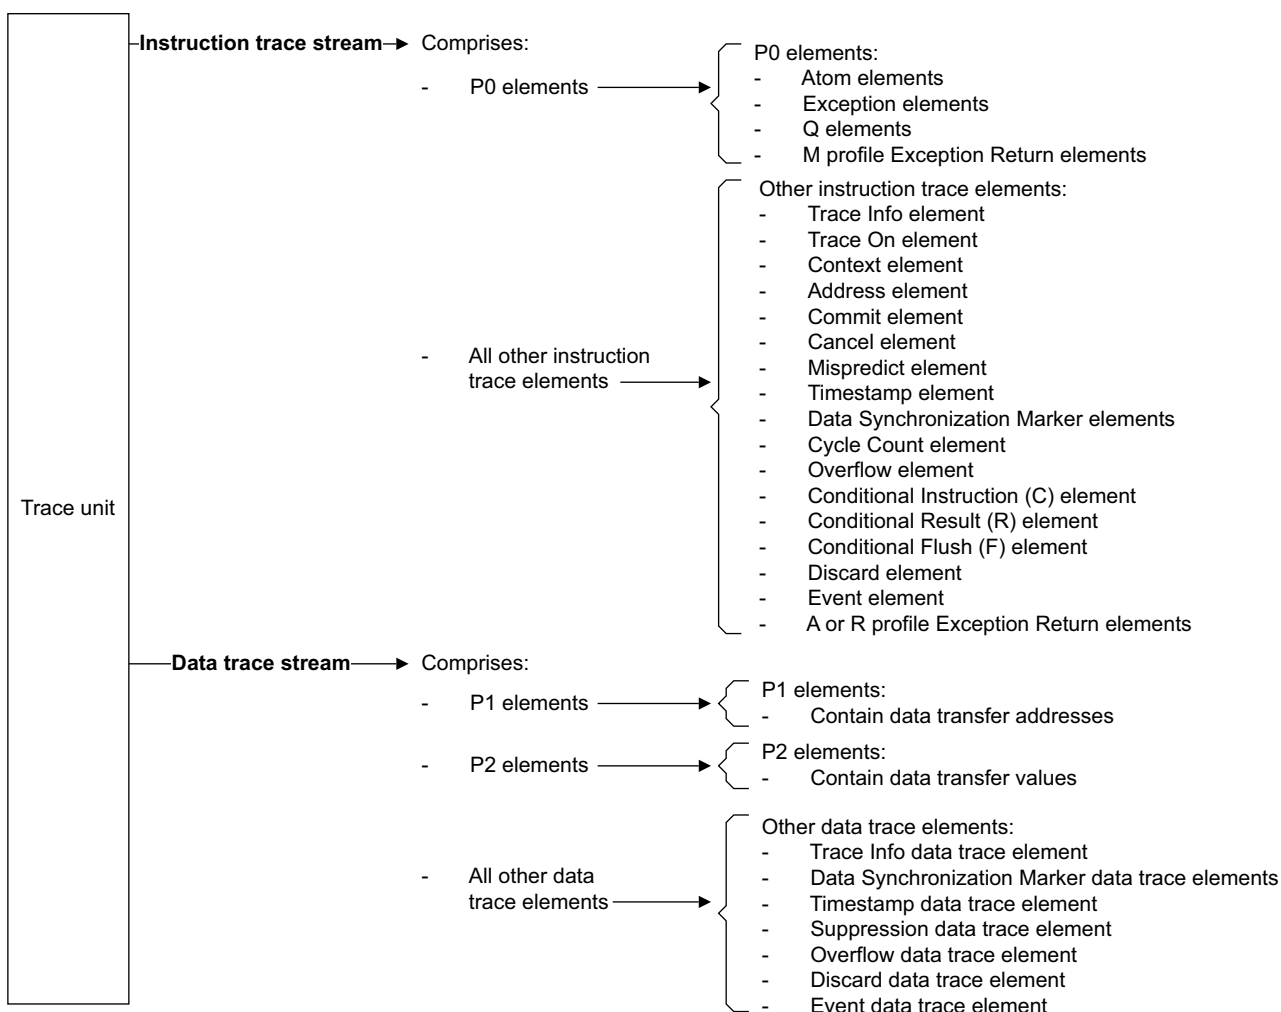 Trace unit
Instruction trace stream
Comprises:
- P0 elements
P0 elements:
- Atom elements
- Exception elements
- Q elements
- M profile Exception Return elements
- All other instruction
trace elements
Other instruction trace elements:
- Trace Info element
- Trace On element
- Context element
- Address element
- Commit element
- Cancel element
- Mispredict element
- Timestamp element
- Data Synchronization Marker elements
- Cycle Count element
- Overflow element
- Conditional Instruction (C) element
- Conditional Result (R) element
- Conditional Flush (F) element
- Discard element
- Event element
- A or R profile Exception Return elements
Data trace stream
Comprises:
- P1 elements
P1 elements:
- Contain data transfer addresses
- P2 elements
P2 elements:
- Contain data transfer values
- All other data
trace elements
Other data trace elements:
- Trace Info data trace element
- Data Synchronization Marker data trace elements
- Timestamp data trace element
- Suppression data trace element
- Overflow data trace element
- Discard data trace element
- Event data trace element